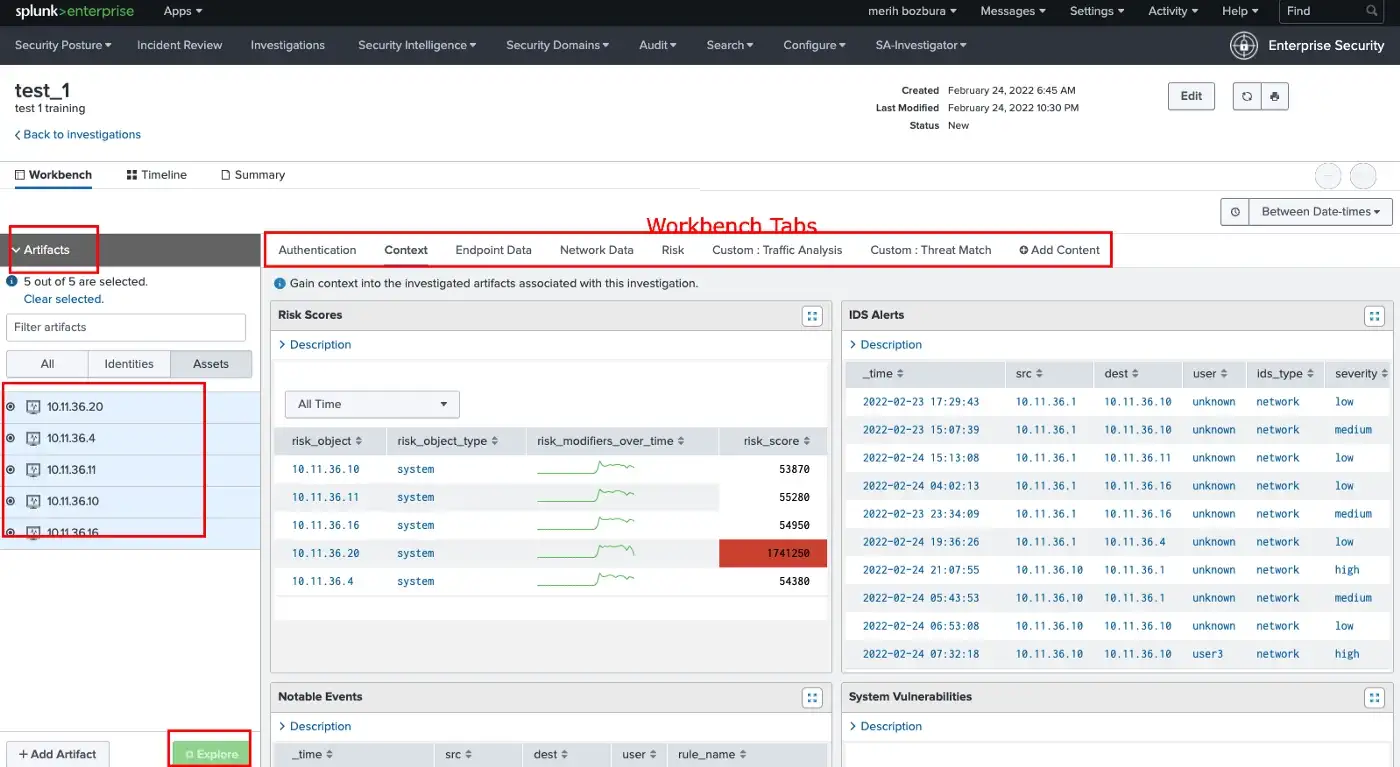 splunk>enterprise Apps merih bozbura Messages Settings Activity Help Find
Security Posture Incident Review Investigations Security Intelligence Security Domains Audit Search Configure SA-Investigator Enterprise Security
test_1
test 1 training
Back to investigations
Created February 24, 2022 6:45 AM
Last Modified February 24, 2022 10:30 PM
Status New
Edit
Workbench Timeline Summary
Between Date-times
Workbench Tabs
Artifacts
Authentication Context Endpoint Data Network Data Risk Custom : Traffic Analysis Custom : Threat Match Add Content
5 out of 5 are selected.
Clear selected.
Filter artifacts
All Identities Assets
10.11.36.20
10.11.36.4
10.11.36.11
10.11.36.10
10.11.36.16
+ Add Artifact Explore
Gain context into the investigated artifacts associated with this investigation.
Risk Scores
Description
All Time
risk_object risk_object_type risk_modifiers_over_time risk_score
10.11.36.10 system 53870
10.11.36.11 system 55280
10.11.36.16 system 54950
10.11.36.20 system 1741250
10.11.36.4 system 54380
IDS Alerts
Description
_time src dest user ids_type severity
2022-02-23 17:29:43 10.11.36.1 10.11.36.10 unknown network low
2022-02-23 15:07:39 10.11.36.1 10.11.36.10 unknown network medium
2022-02-24 15:13:08 10.11.36.1 10.11.36.11 unknown network low
2022-02-24 04:02:13 10.11.36.1 10.11.36.16 unknown network low
2022-02-23 23:34:09 10.11.36.1 10.11.36.16 unknown network medium
2022-02-24 19:36:26 10.11.36.1 10.11.36.4 unknown network low
2022-02-24 21:07:55 10.11.36.10 10.11.36.1 unknown network high
2022-02-24 05:43:53 10.11.36.10 10.11.36.1 unknown network medium
2022-02-24 06:53:08 10.11.36.10 10.11.36.10 unknown network low
2022-02-24 07:32:18 10.11.36.10 10.11.36.10 user3 network high
Notable Events
Description
_time src dest user rule_name
System Vulnerabilities
Description